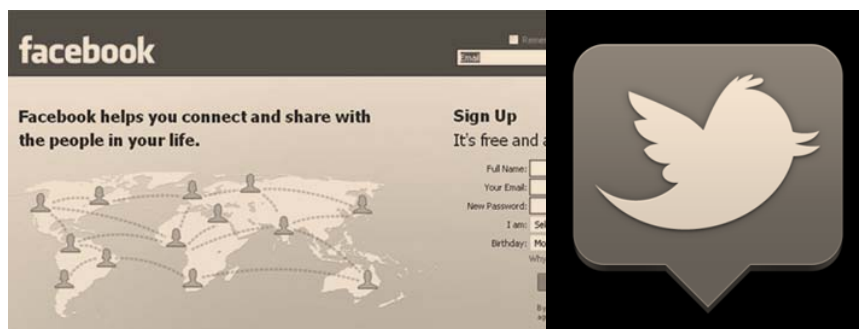 facebook
Email
Facebook helps you connect and share with
the people in your life.
Sign Up
It's free and
Full Name:
Your Email:
New Password:
I am:
Birthday: